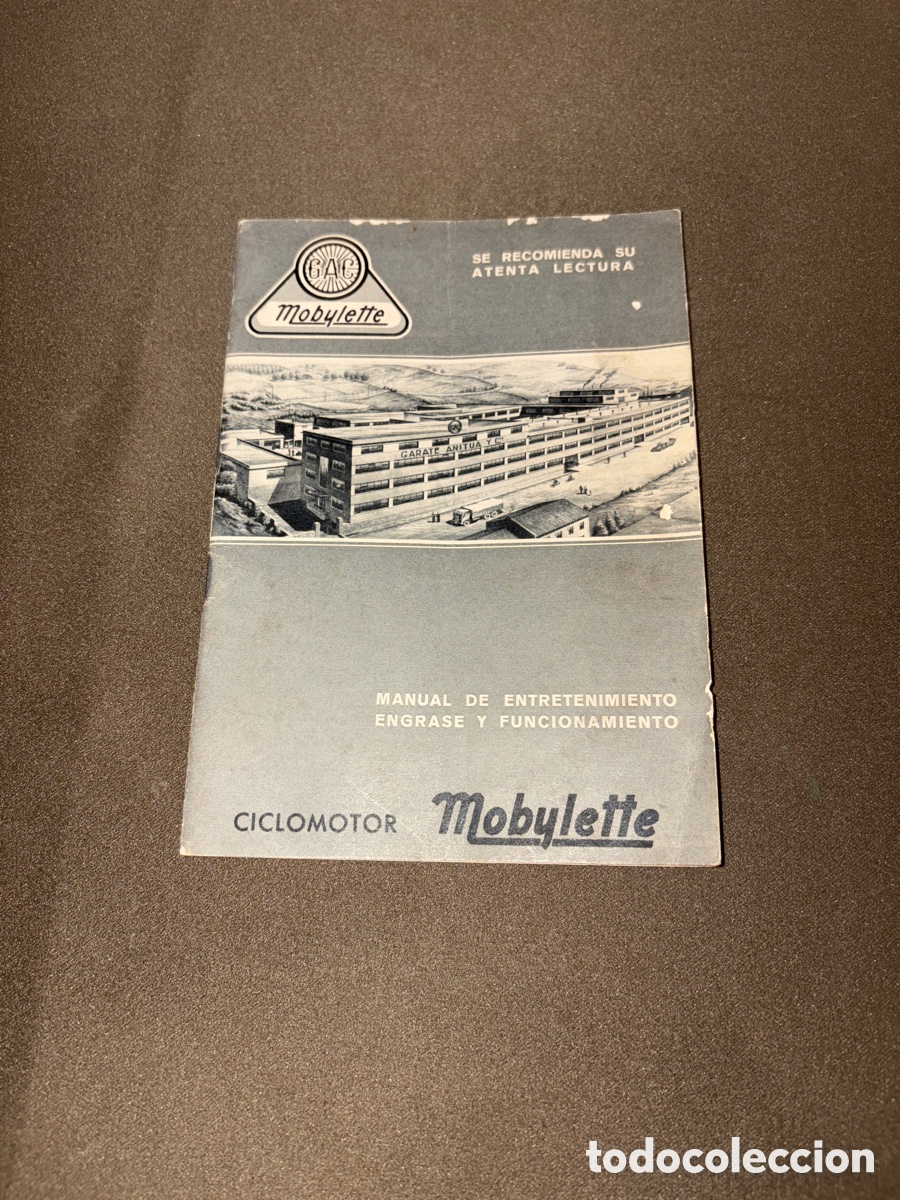 GAC
Mobylette
SE RECOMIENDA SU
ATENTA LECTURA
GARATE ANITUA Y C
MANUAL DE ENTRETENIMIENTO
ENGRASE Y FUNCIONAMIENTO
CICLOMOTOR Mobylette
todocoleccion